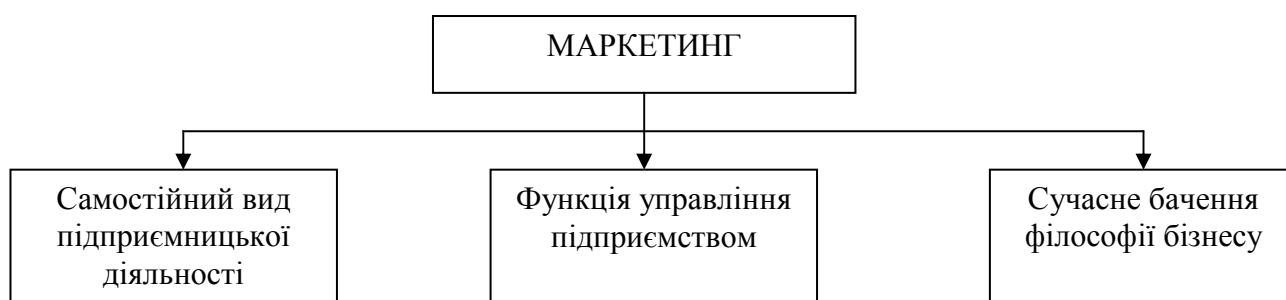 МАРКЕТИНГ
Самостійний вид
підприємницької
діяльності
Функція управління
підприємством
Сучасне бачення
філософії бізнесу